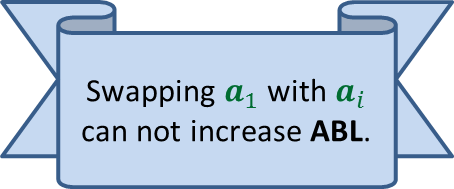 Swapping a₁ with aᵢ
can not increase ABL.